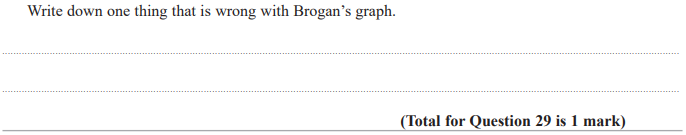 Write down one thing that is wrong with Brogan’s graph.
(Total for Question 29 is 1 mark)